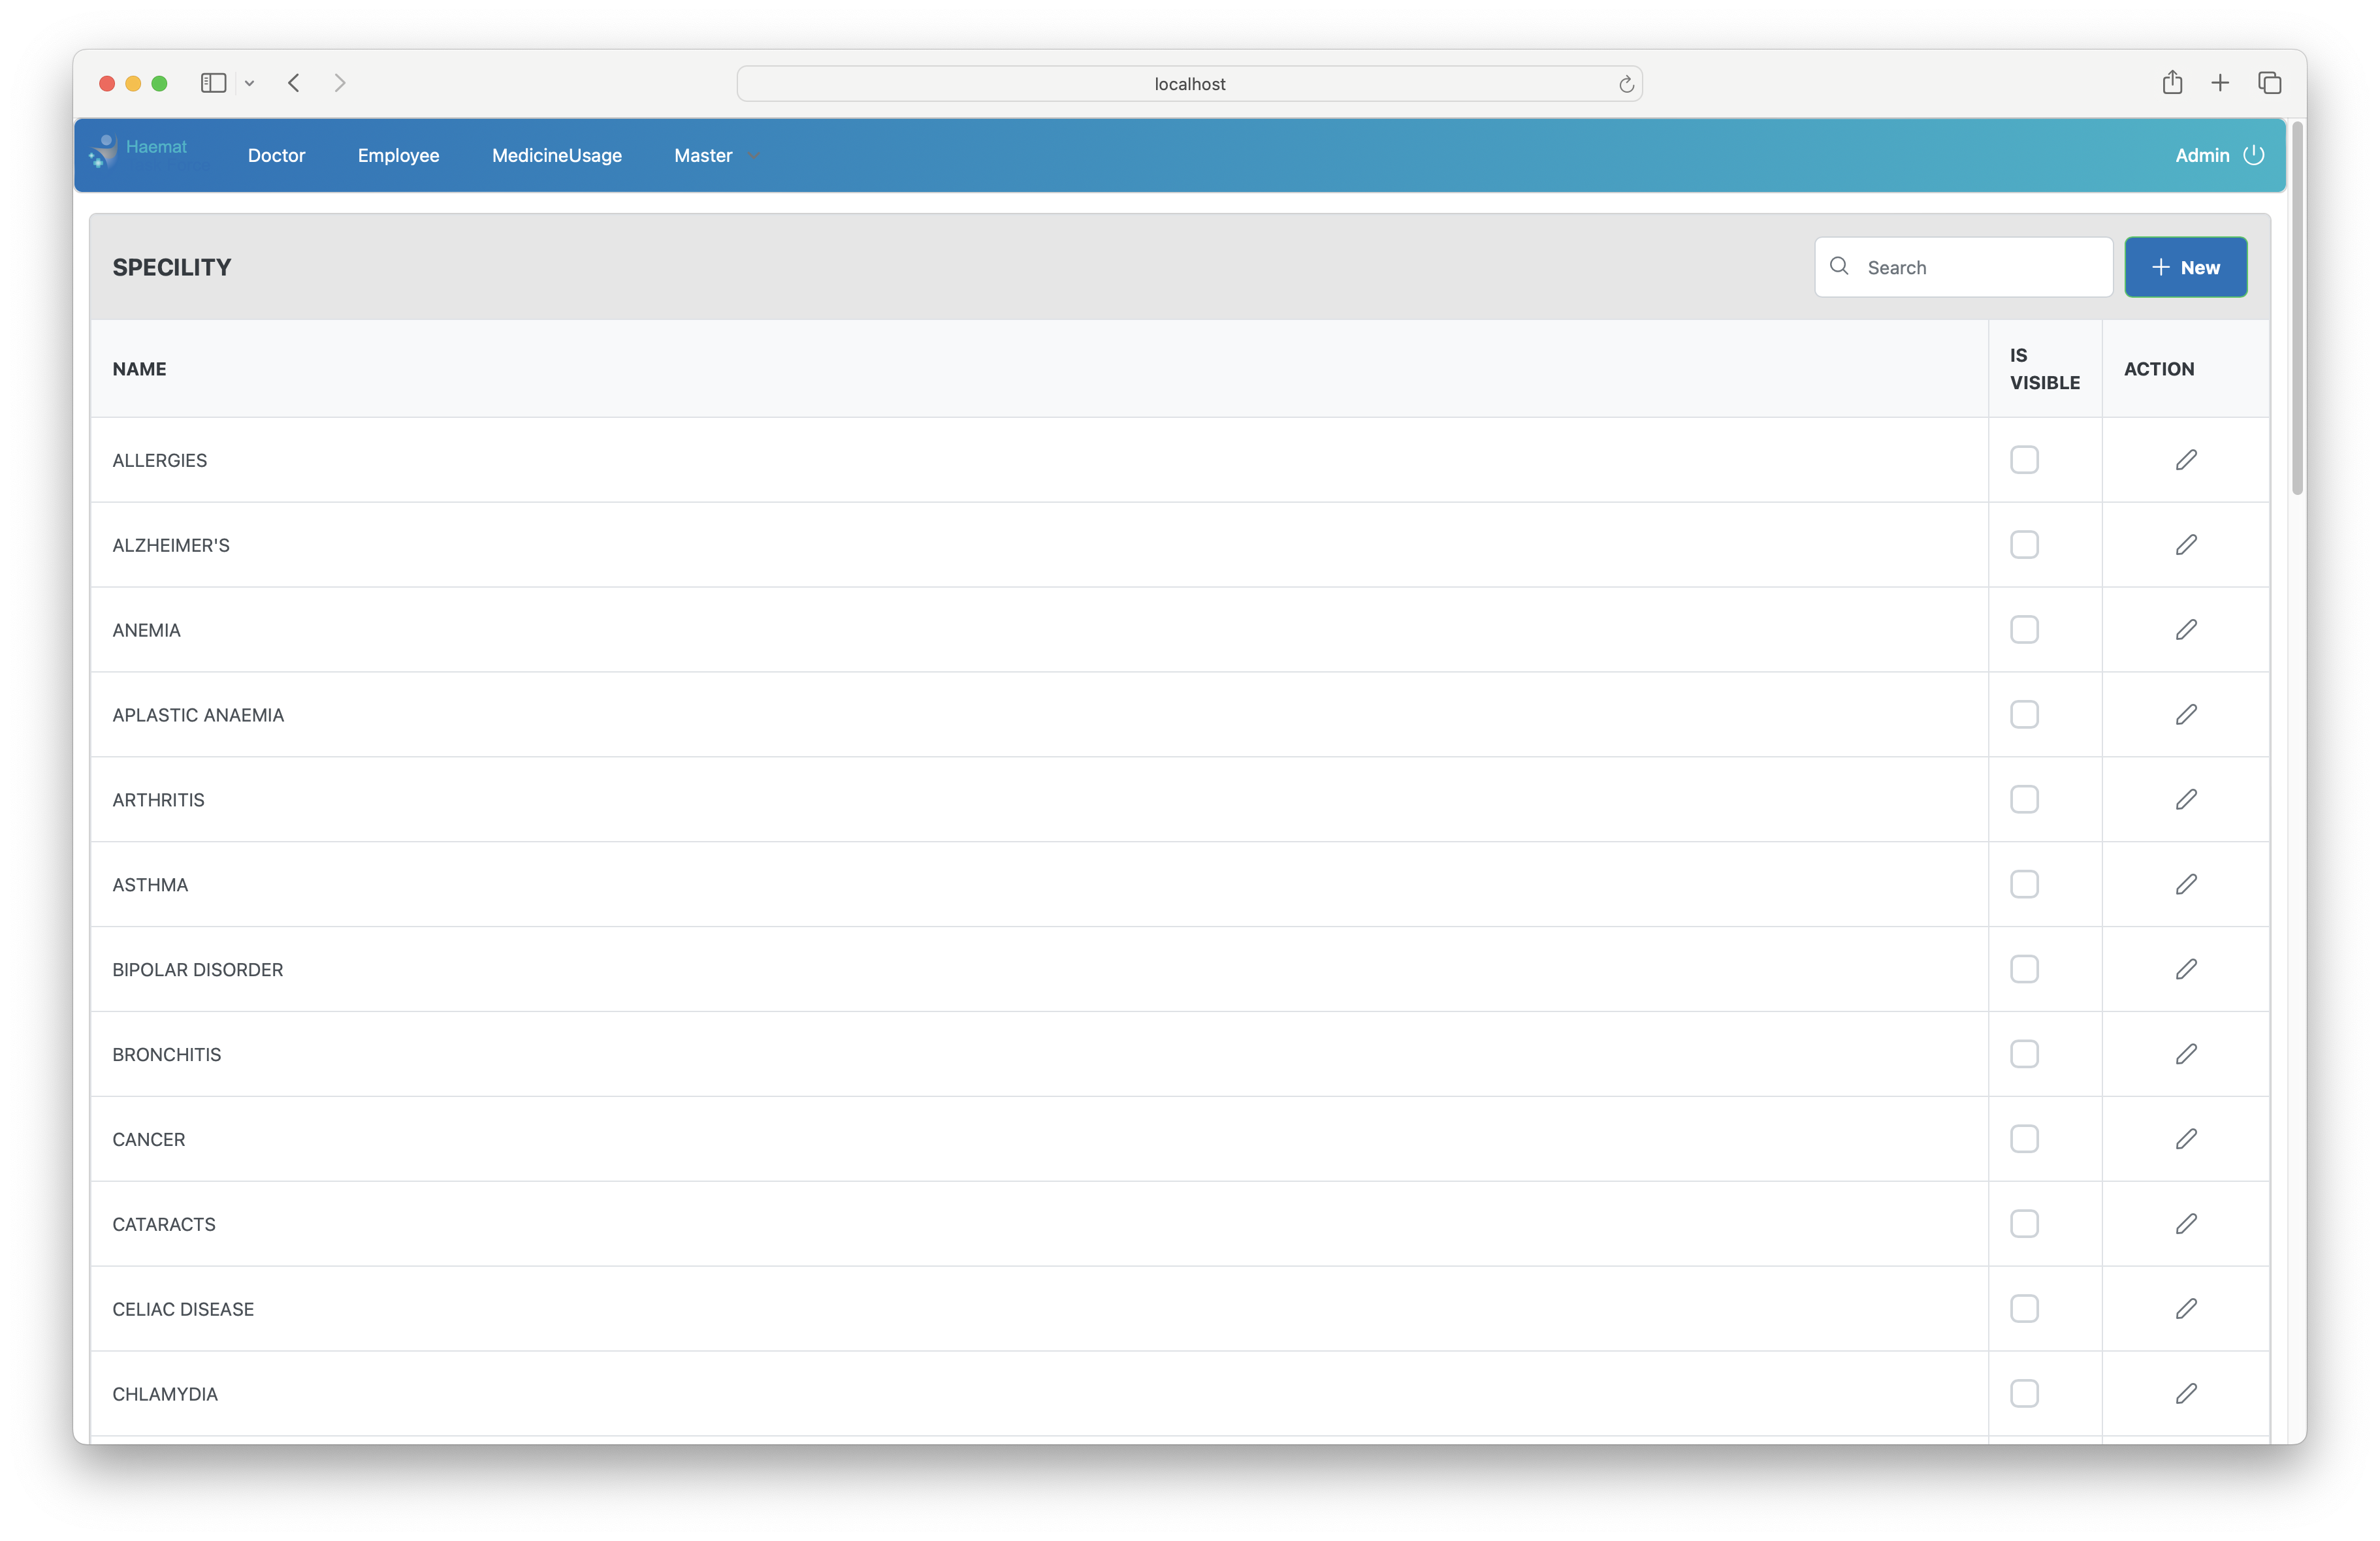 localhost
Haemat
Doctor Employee MedicineUsage Master Admin
SPECILITY Search New
NAME IS VISIBLE ACTION
ALLERGIES
ALZHEIMER'S
ANEMIA
APLASTIC ANAEMIA
ARTHRITIS
ASTHMA
BIPOLAR DISORDER
BRONCHITIS
CANCER
CATARACTS
CELIAC DISEASE
CHLAMYDIA